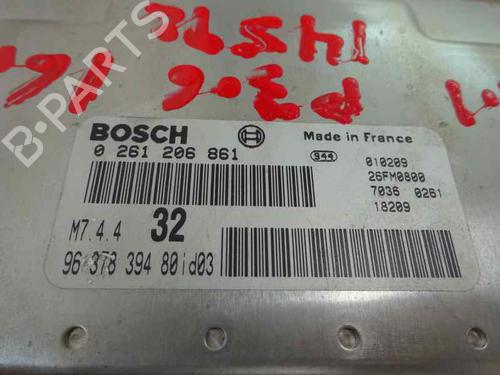 B-PARTS
BOSCH
Made in France
0 261 206 861
944
010209
26FM0800
7036 0261
18209
M7.4.4 32
96 378 394 80id03